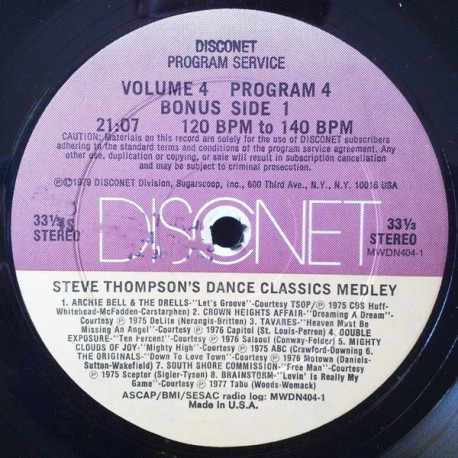 DISCONET
PROGRAM SERVICE
VOLUME 4 PROGRAM 4
BONUS SIDE 1
21:07 120 BPM to 140 BPM
CAUTION: Materials on this record are solely for the use of DISCONET subscribers
adhering to the standard terms and conditions of the program service agreement. Any
other use, duplication or copying, or sale will result in subscription cancellation
and may be subject to criminal prosecution.
℗©1979 DISCONET Division, Sugarscoop, inc., 600 Third Ave., N.Y., N.Y. 10016 USA
33⅓ STEREO
DISCONET
33⅓ STEREO
MWDN404-1
STEVE THOMPSON'S DANCE CLASSICS MEDLEY
1. ARCHIE BELL & THE DRELLS-"Let's Groove"-Courtesy TSOP/℗ 1975 CBS Huff-
Whitehead-McFadden-Carstarphen) 2. CROWN HEIGHTS AFFAIR-"Dreaming A Dream"-
Courtesy ℗ 1975 DeLite (Nerangis-Britton) 3. TAVARES-"Heaven Must Be
Missing An Angel"-Courtesy ℗ 1976 Capitol (St. Louis-Perren) 4. DOUBLE
EXPOSURE-"Ten Percent"-Courtesy ℗ 1976 Salsoul (Conway-Felder) 5. MIGHTY
CLOUDS OF JOY-"Mighty High"-Courtesy ℗ 1975 ABC (Crawford-Downing) 6.
THE ORIGINALS-"Down To Love Town"-Courtesy ℗ 1976 Motown (Daniels-
Sutton-Wakefield) 7. SOUTH SHORE COMMISSION-"Free Man"-Courtesy ℗
1975 Scepter (Sigler-Tyson) 8. BRAINSTORM-"Lovin' Is Really My
Game"-Courtesy ℗ 1977 Tabu (Woods-Womack)
ASCAP/BMI/SESAC radio log: MWDN404-1
Made in U.S.A.